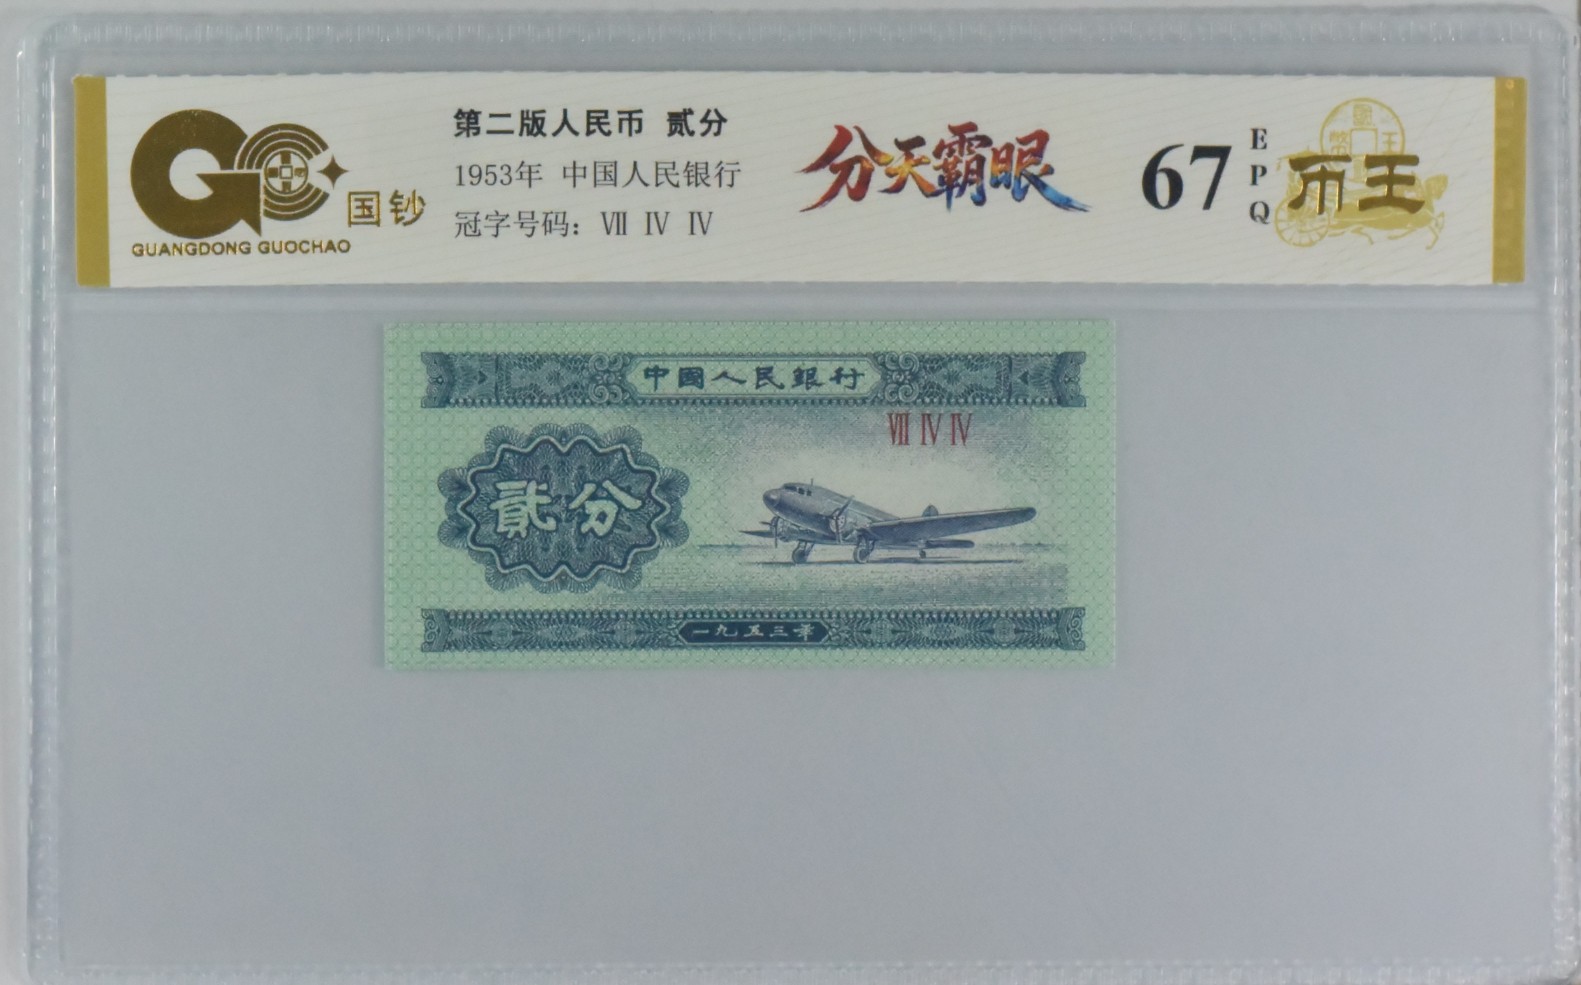 国钞
GUANGDONG GUOCHAO
第二版人民币 贰分
1953年 中国人民银行
冠字号码：Ⅶ Ⅳ Ⅳ
分天霸眼
67
EPQ
币王
中國人民銀行
Ⅶ Ⅳ Ⅳ
貳分
一九五三年